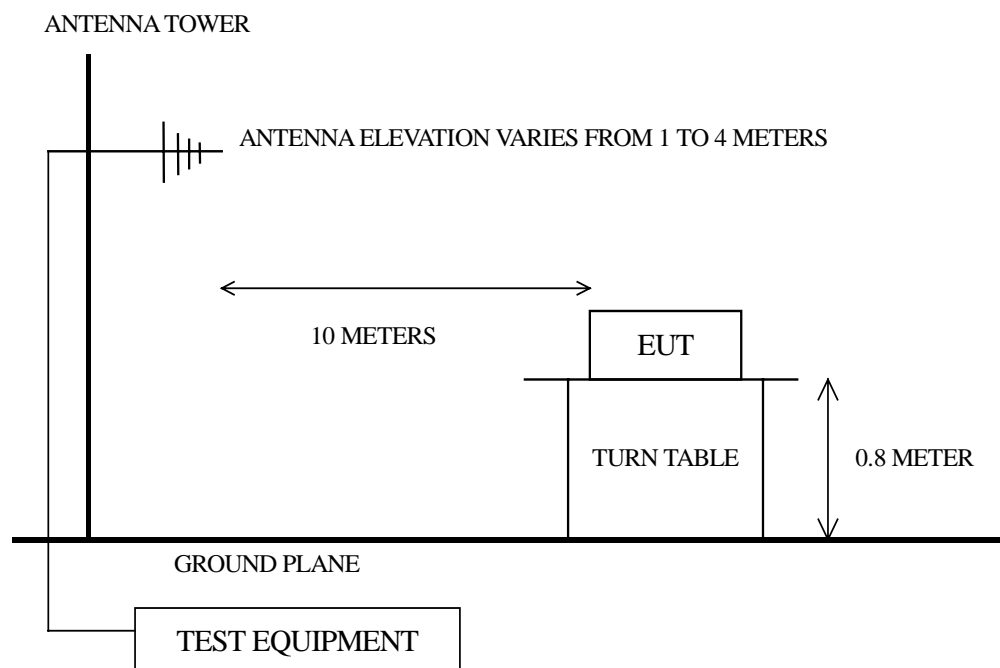 ANTENNA TOWER
ANTENNA ELEVATION VARIES FROM 1 TO 4 METERS
10 METERS
EUT
TURN TABLE
0.8 METER
GROUND PLANE
TEST EQUIPMENT